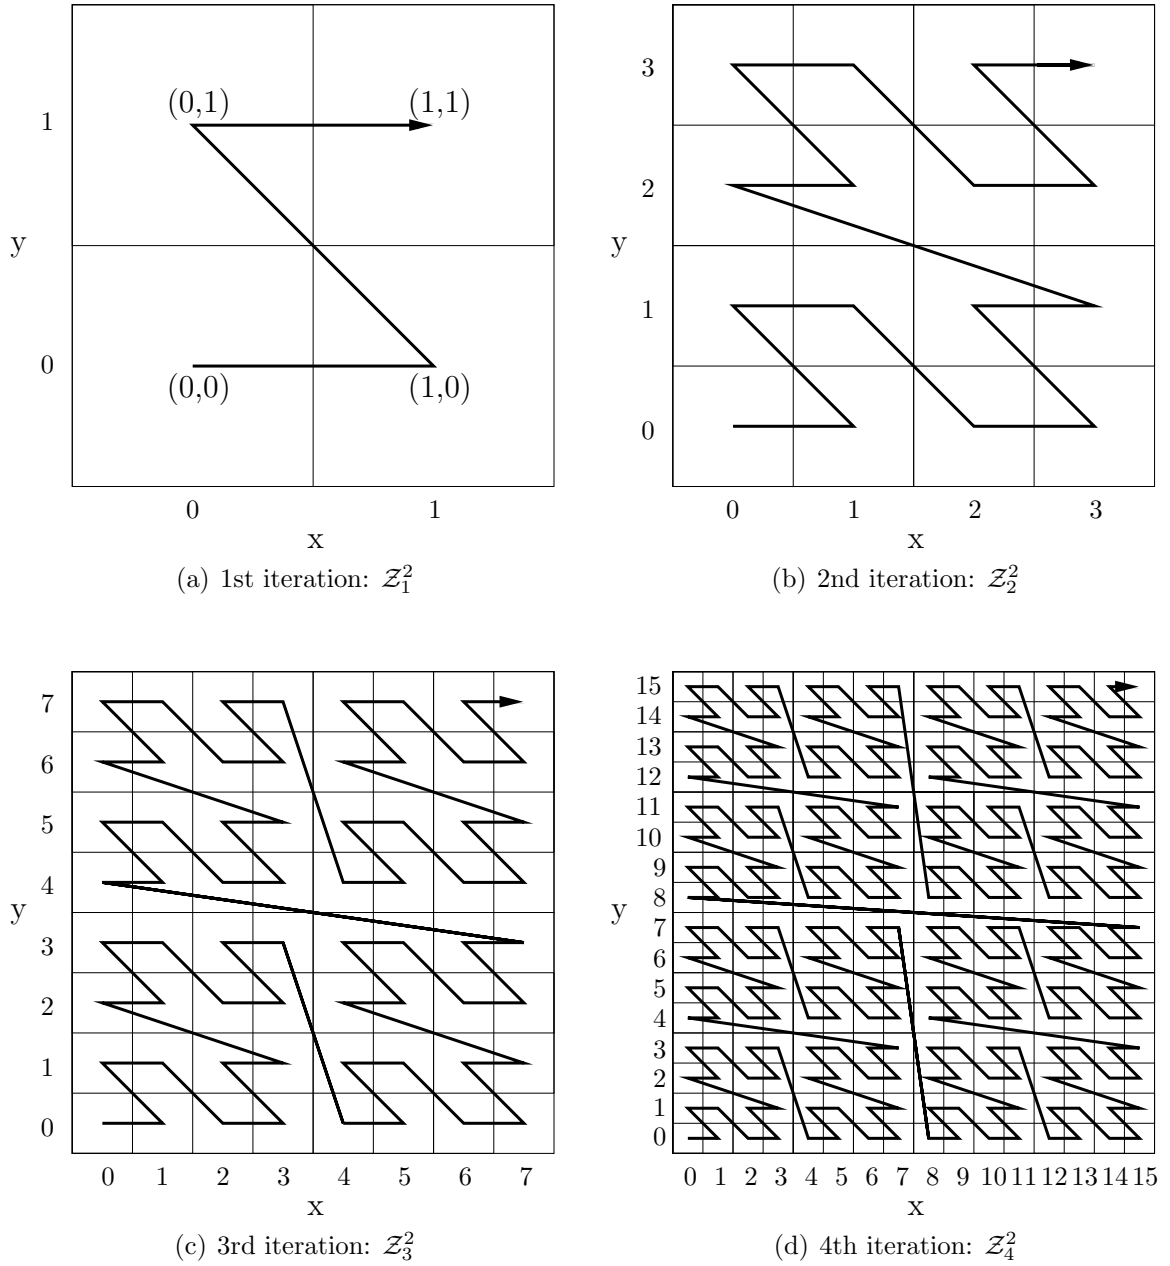 (0,1) (1,1)
1
y
0
(0,0) (1,0)
0 1
x
(a) 1st iteration: 𝒵₁²
3
2
y
1
0
0 1 2 3
x
(b) 2nd iteration: 𝒵₂²
7
6
5
4
y
3
2
1
0
0 1 2 3 4 5 6 7
x
(c) 3rd iteration: 𝒵₃²
15
14
13
12
11
10
9
8
y
7
6
5
4
3
2
1
0
0 1 2 3 4 5 6 7 8 9 10 11 12 13 14 15
x
(d) 4th iteration: 𝒵₄²